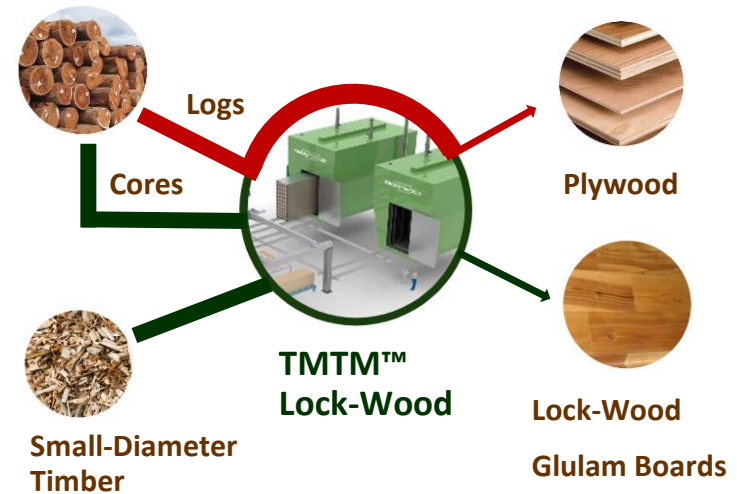 Logs
Cores
Plywood
TMTM™
Lock-Wood
Small-Diameter
Timber
Lock-Wood
Glulam Boards